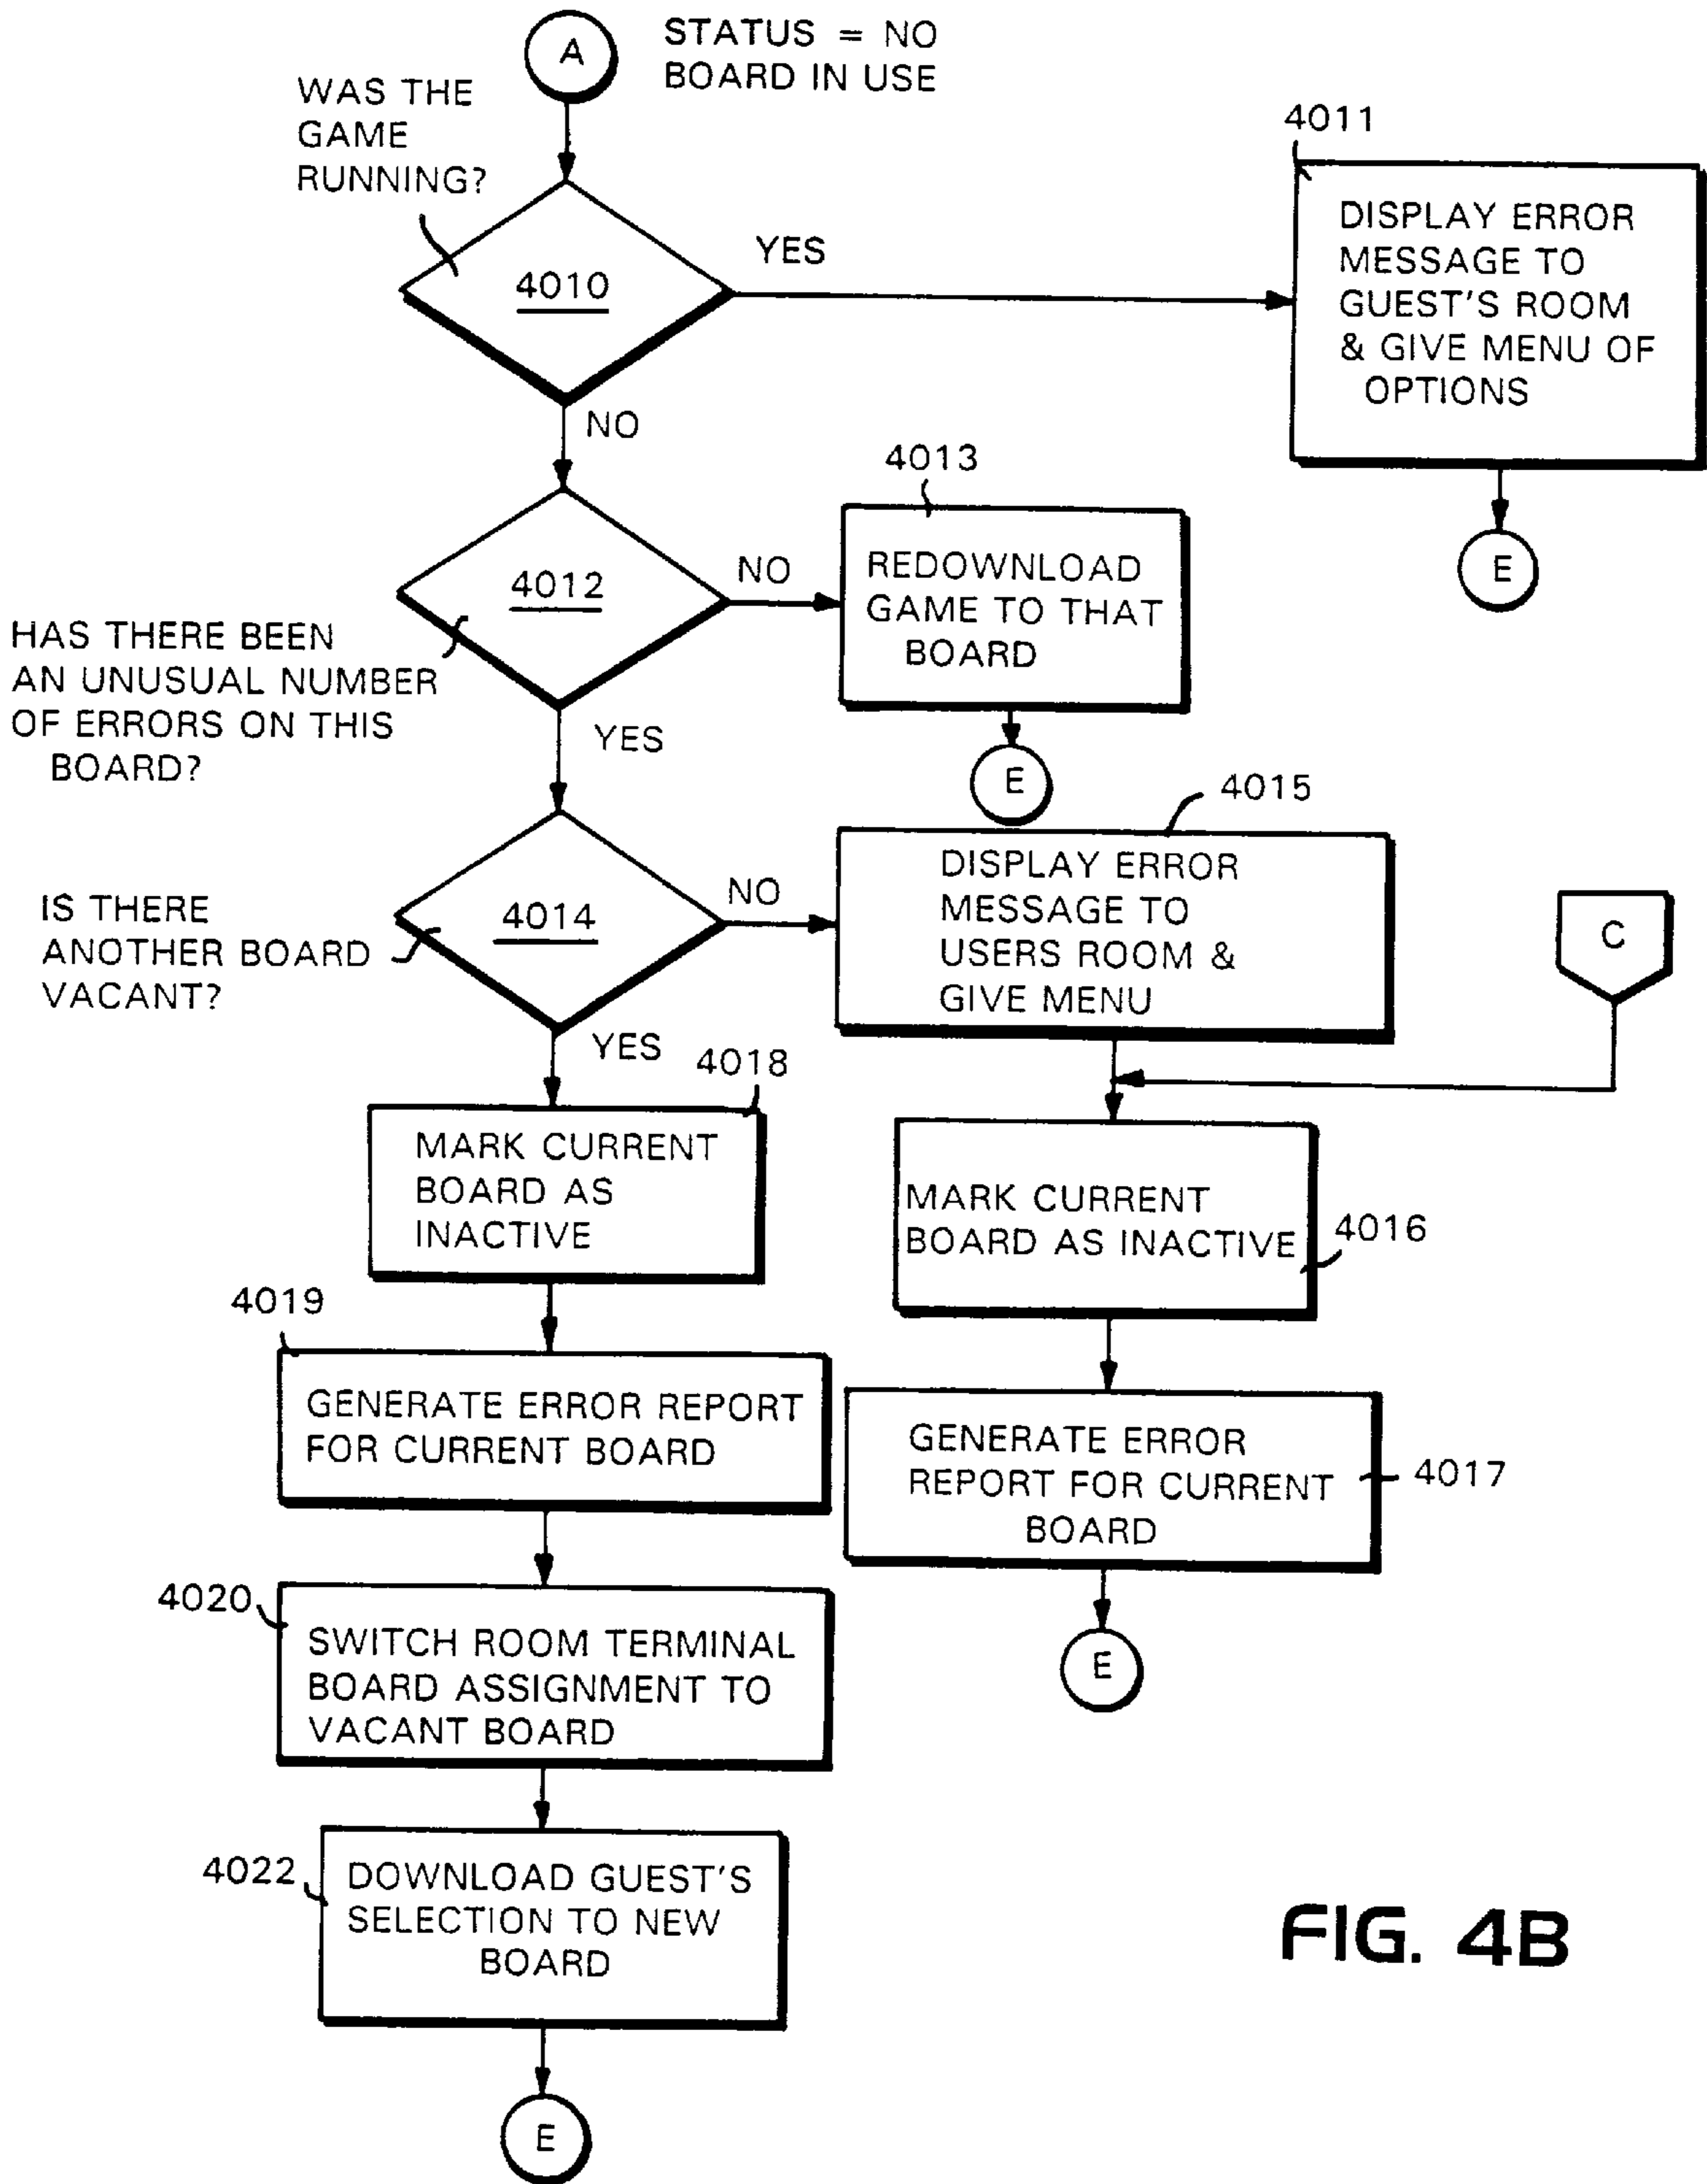 A
STATUS = NO
BOARD IN USE
WAS THE
GAME
RUNNING?
4010
YES
NO
4011
DISPLAY ERROR
MESSAGE TO
GUEST'S ROOM
& GIVE MENU OF
OPTIONS
E
4012
HAS THERE BEEN
AN UNUSUAL NUMBER
OF ERRORS ON THIS
BOARD?
NO
YES
4013
REDOWNLOAD
GAME TO THAT
BOARD
E
4014
IS THERE
ANOTHER BOARD
VACANT?
NO
YES
4015
DISPLAY ERROR
MESSAGE TO
USERS ROOM &
GIVE MENU
C
4018
MARK CURRENT
BOARD AS
INACTIVE
MARK CURRENT
BOARD AS INACTIVE
4016
4019
GENERATE ERROR REPORT
FOR CURRENT BOARD
GENERATE ERROR
REPORT FOR CURRENT
BOARD
4017
E
4020
SWITCH ROOM TERMINAL
BOARD ASSIGNMENT TO
VACANT BOARD
4022
DOWNLOAD GUEST'S
SELECTION TO NEW
BOARD
E
FIG. 4B